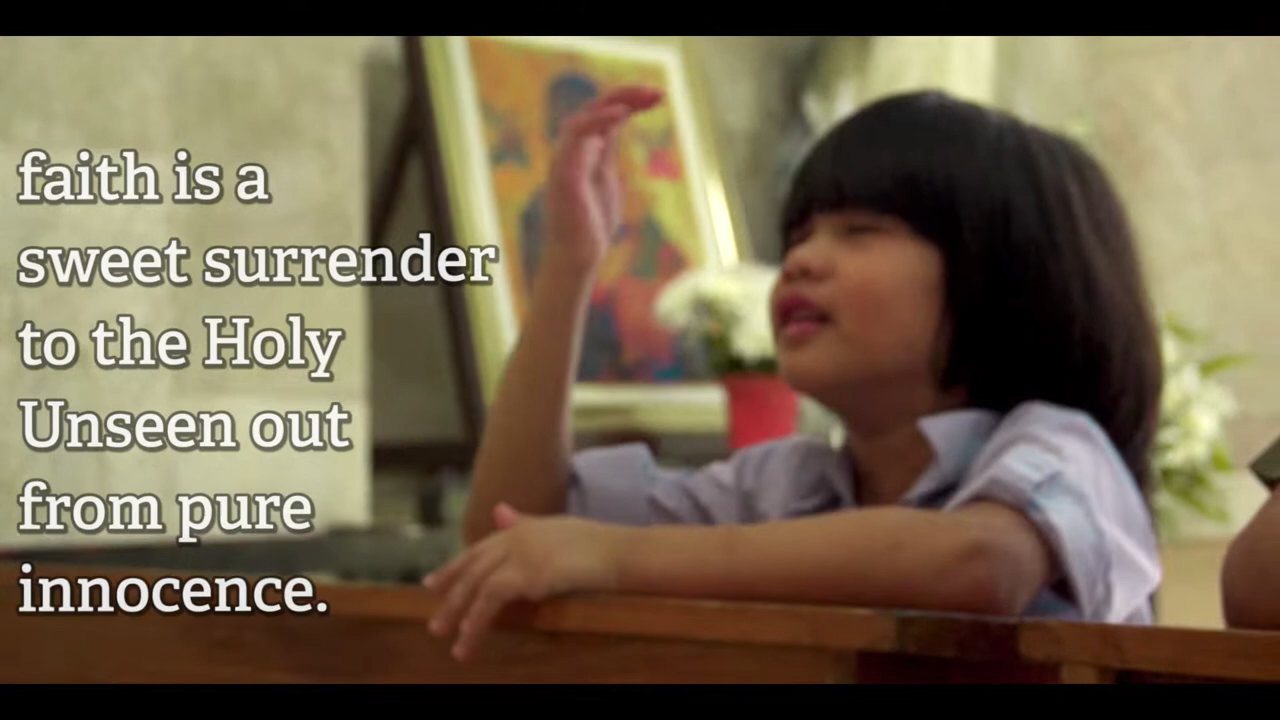 faith is a
sweet surrender
to the Holy
Unseen out
from pure
innocence.